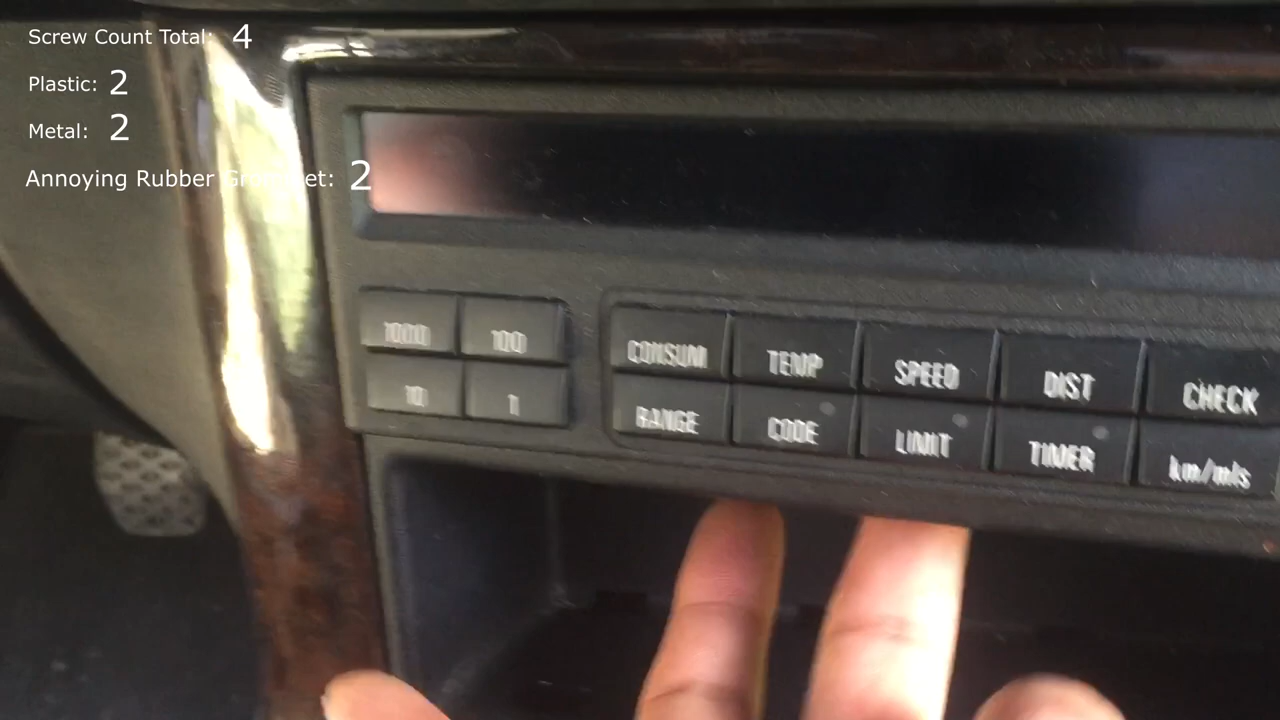 Screw Count Total: 4
Plastic: 2
Metal: 2
Annoying Rubber Grommet: 2
1000 100
10 1
CONSUM TEMP SPEED DIST CHECK
RANGE CODE LIMIT TIMER km/mls